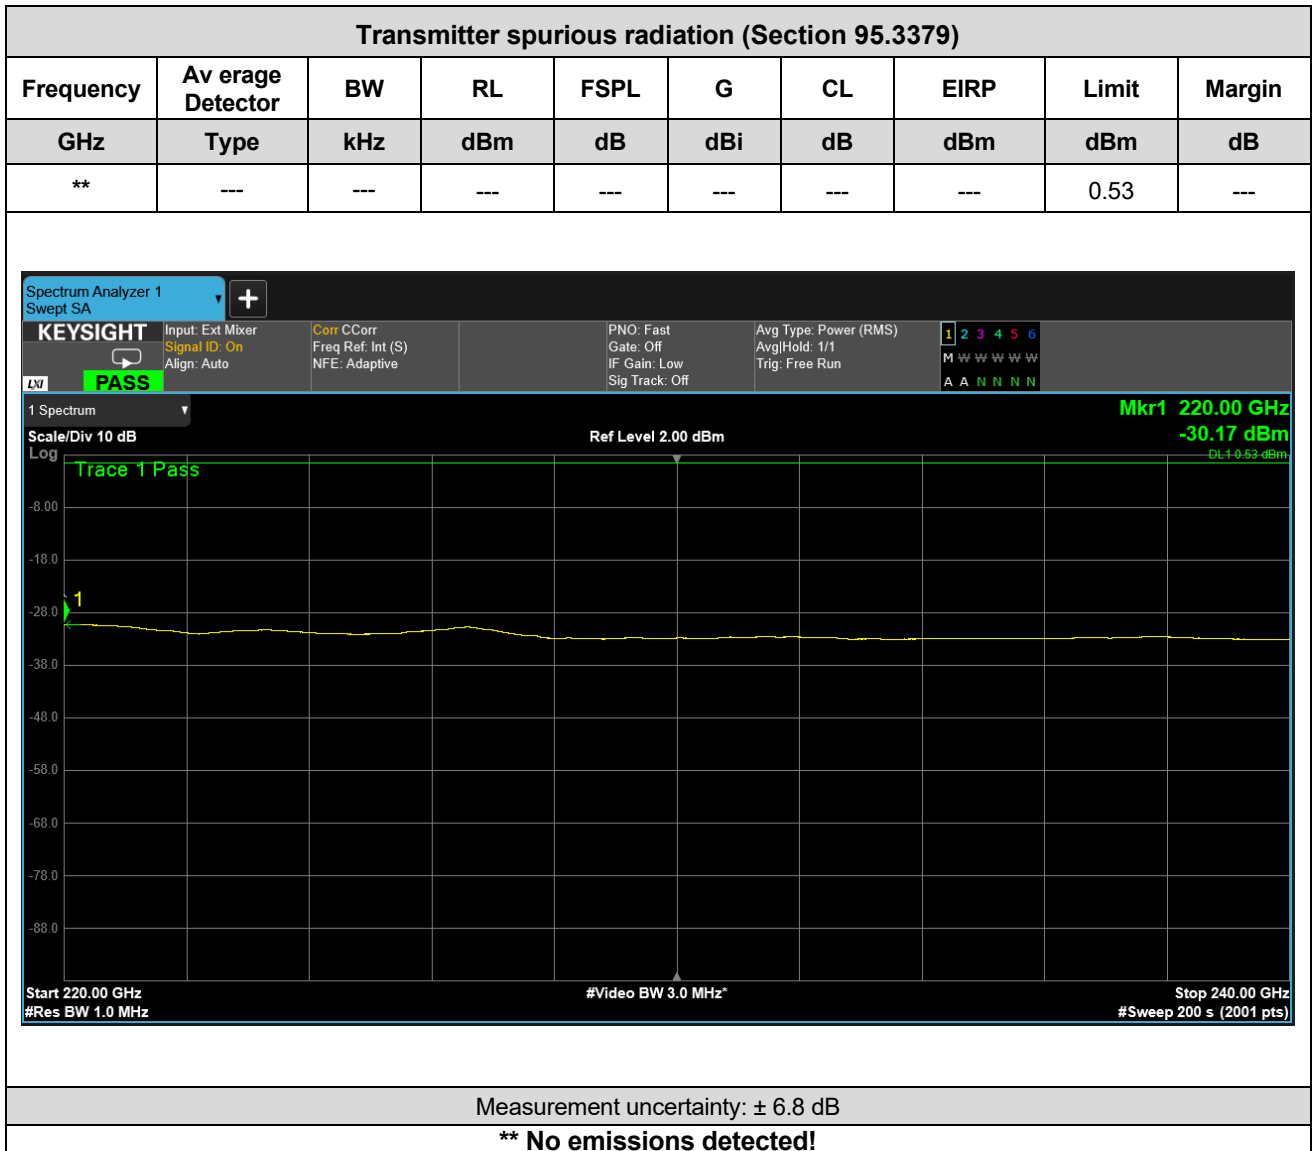 Transmitter spurious radiation (Section 95.3379)
Frequency Av erage Detector BW RL FSPL G CL EIRP Limit Margin
GHz Type kHz dBm dB dBi dB dBm dBm dB
** --- --- --- --- --- --- --- 0.53 ---
Spectrum Analyzer 1
Swept SA
+
KEYSIGHT Input: Ext Mixer Corr CCorr PNO: Fast Avg Type: Power (RMS) 1 2 3 4 5 6
Signal ID: On Freq Ref: Int (S) Gate: Off Avg|Hold: 1/1 M W W W W W
Align: Auto NFE: Adaptive IF Gain: Low Trig: Free Run
LXI PASS Sig Track: Off A A N N N N
1 Spectrum Mkr1 220.00 GHz
Scale/Div 10 dB Ref Level 2.00 dBm -30.17 dBm
Log DL1 0.53 dBm
Trace 1 Pass
-8.00
-18.0
1
-28.0
-38.0
-48.0
-58.0
-68.0
-78.0
-88.0
Start 220.00 GHz #Video BW 3.0 MHz* Stop 240.00 GHz
#Res BW 1.0 MHz #Sweep 200 s (2001 pts)
Measurement uncertainty: ± 6.8 dB
** No emissions detected!